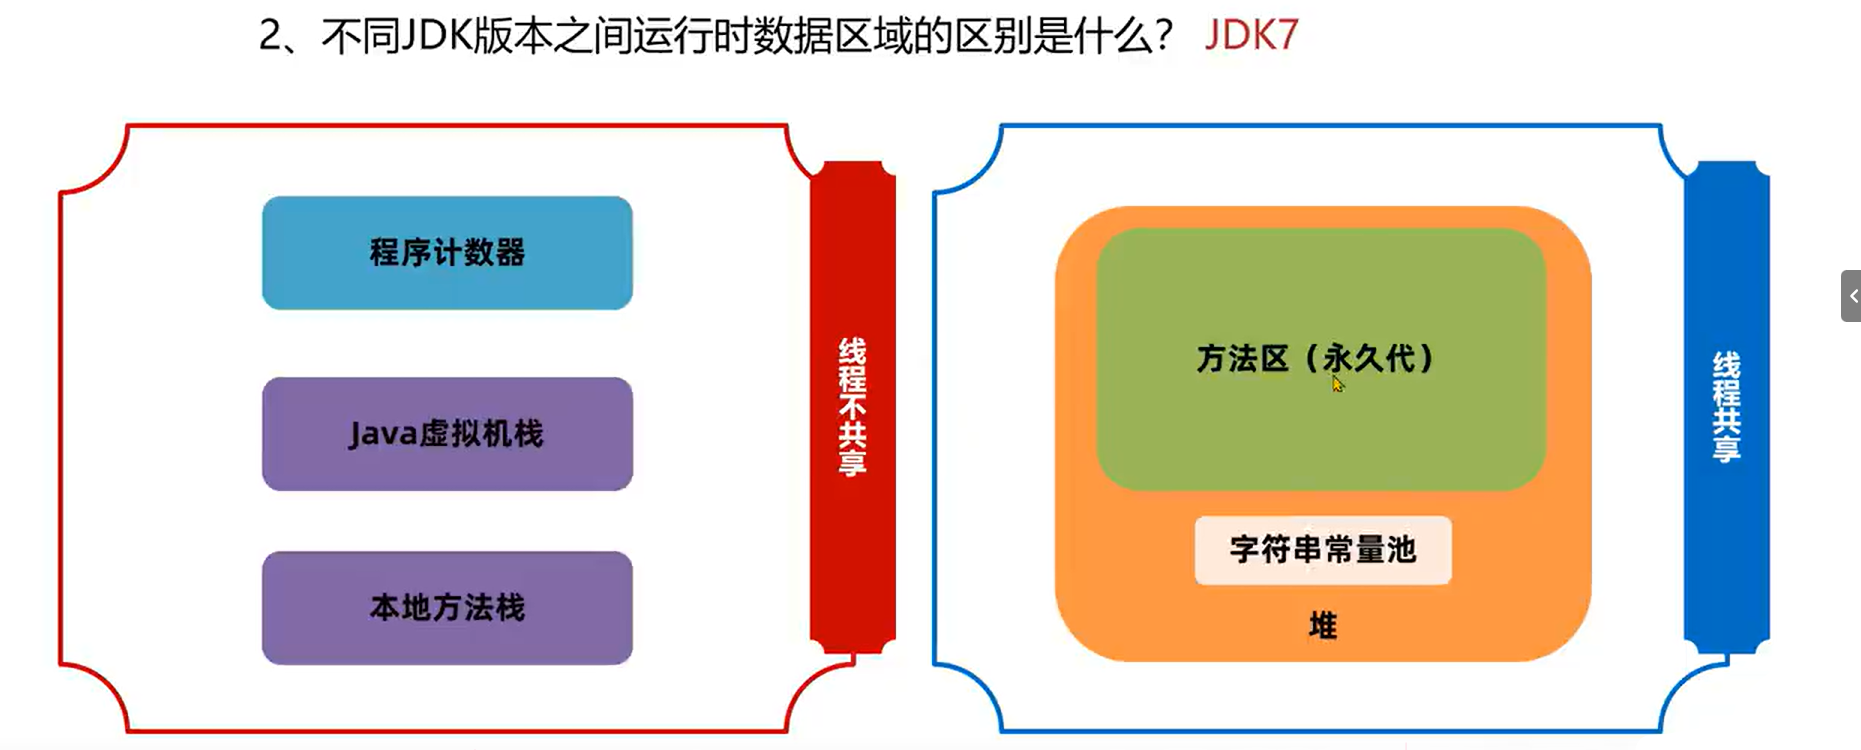 2、不同JDK版本之间运行时数据区域的区别是什么？ JDK7
程序计数器
Java虚拟机栈
本地方法栈
线程不共享
方法区（永久代）
字符串常量池
堆
线程共享